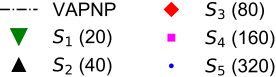 VAPNP
S₁ (20)
S₂ (40)
S₃ (80)
S₄ (160)
S₅ (320)